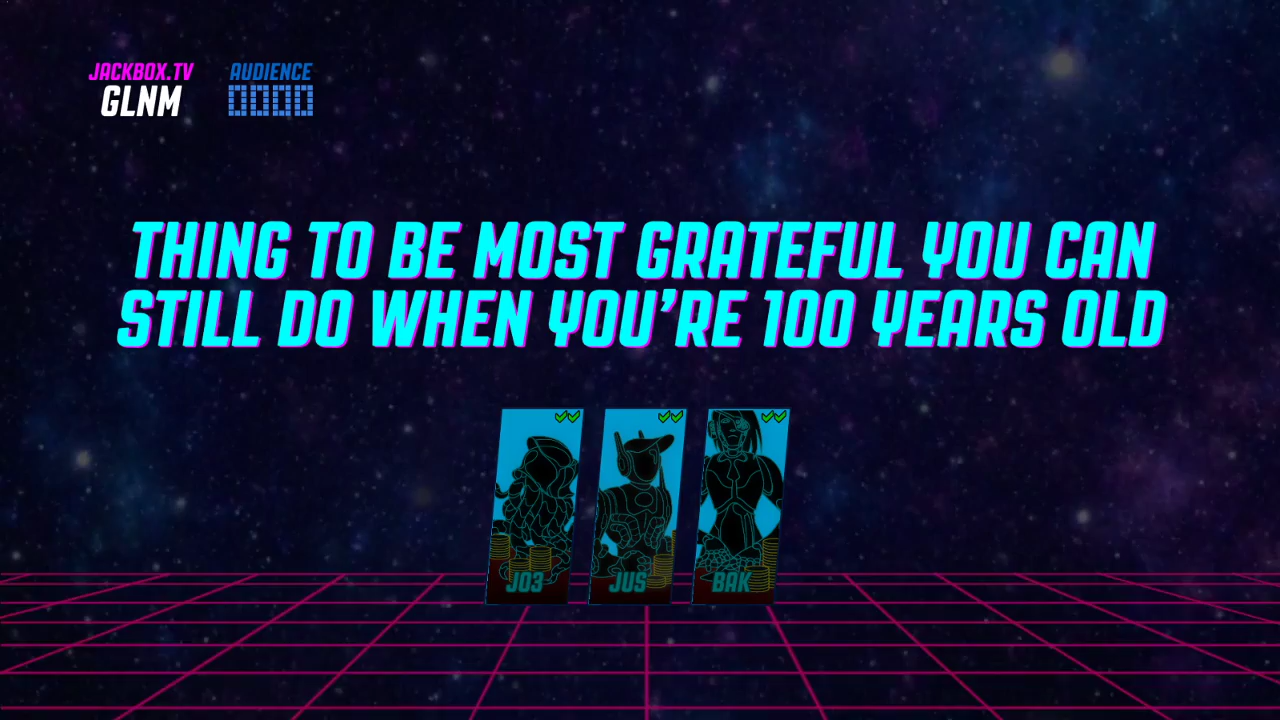 JACKBOX.TV
GLNM
AUDIENCE
0000
THING TO BE MOST GRATEFUL YOU CAN
STILL DO WHEN YOU'RE 100 YEARS OLD
JO3
JUS
BAK